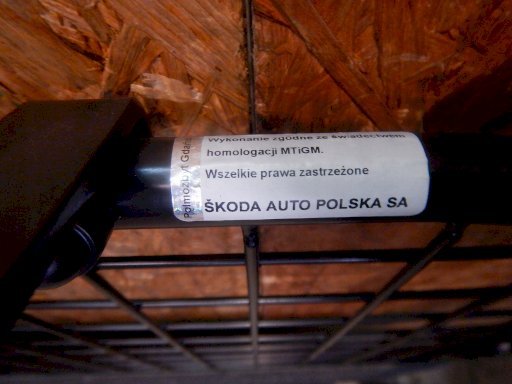 Wykonanie zgodne ze świadectwem
homologacji MTiGM.
Wszelkie prawa zastrzeżone
ŠKODA AUTO POLSKA SA